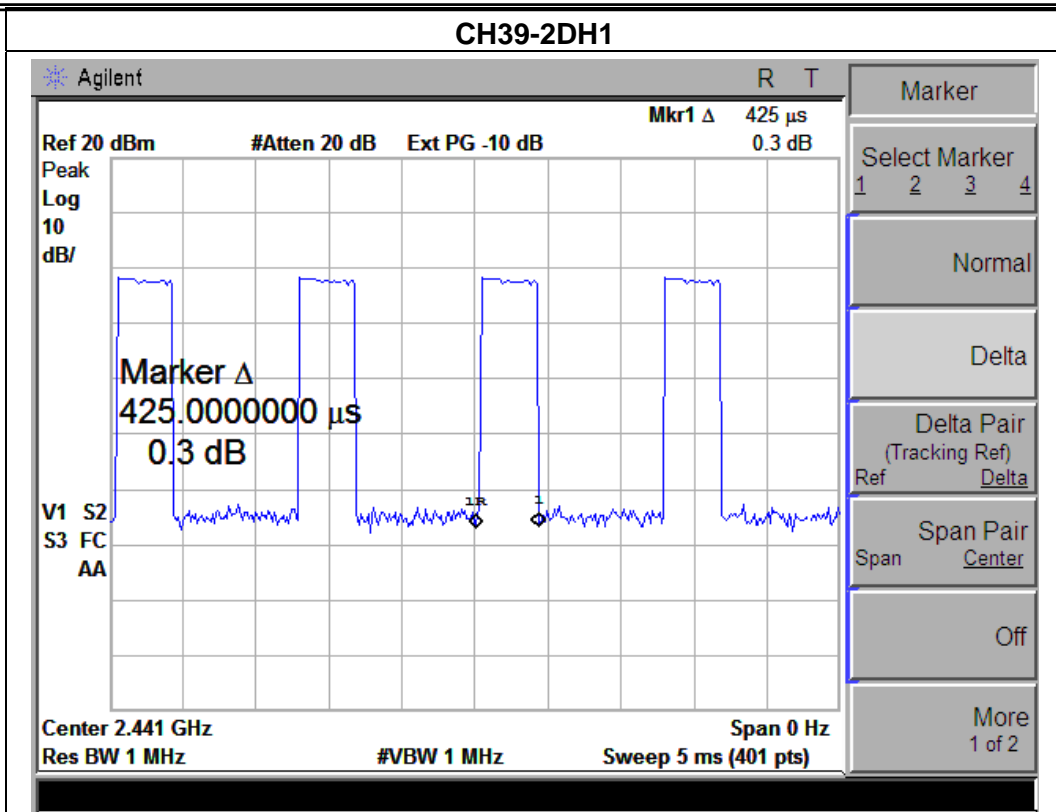 CH39-2DH1
Agilent R T
Mkr1 Δ 425 μs
Ref 20 dBm #Atten 20 dB Ext PG -10 dB 0.3 dB
Peak
Log
10
dB/
Marker Δ
425.0000000 μs
0.3 dB
1R 1
V1 S2
S3 FC
AA
Center 2.441 GHz Span 0 Hz
Res BW 1 MHz #VBW 1 MHz Sweep 5 ms (401 pts)
Marker
Select Marker
1 2 3 4
Normal
Delta
Delta Pair
(Tracking Ref)
Ref Delta
Span Pair
Span Center
Off
More
1 of 2